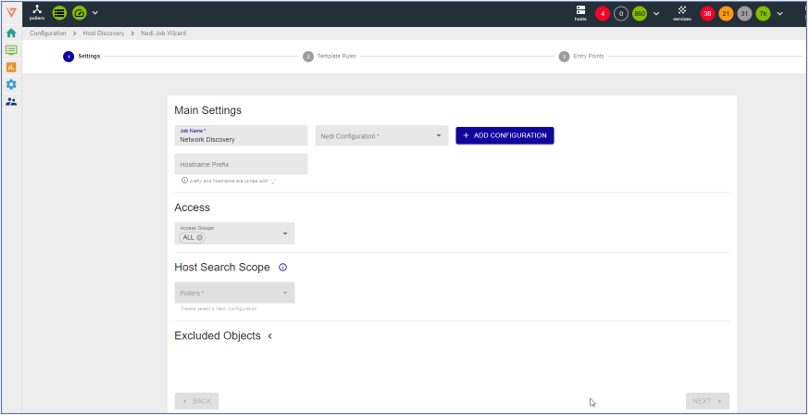 pollers
hosts
4
0
960
services
38
21
31
7k
Configuration > Host Discovery > Nedi Job Wizard
1 Settings
2 Template Rules
3 Entry Points
Main Settings
Job Name *
Network Discovery
Nedi Configuration *
+ ADD CONFIGURATION
Hostname Prefix
prefix and hostname are joined with "_"
Access
Access Groups
ALL
Host Search Scope
Pollers *
Please select a Nedi Configuration
Excluded Objects
BACK
NEXT